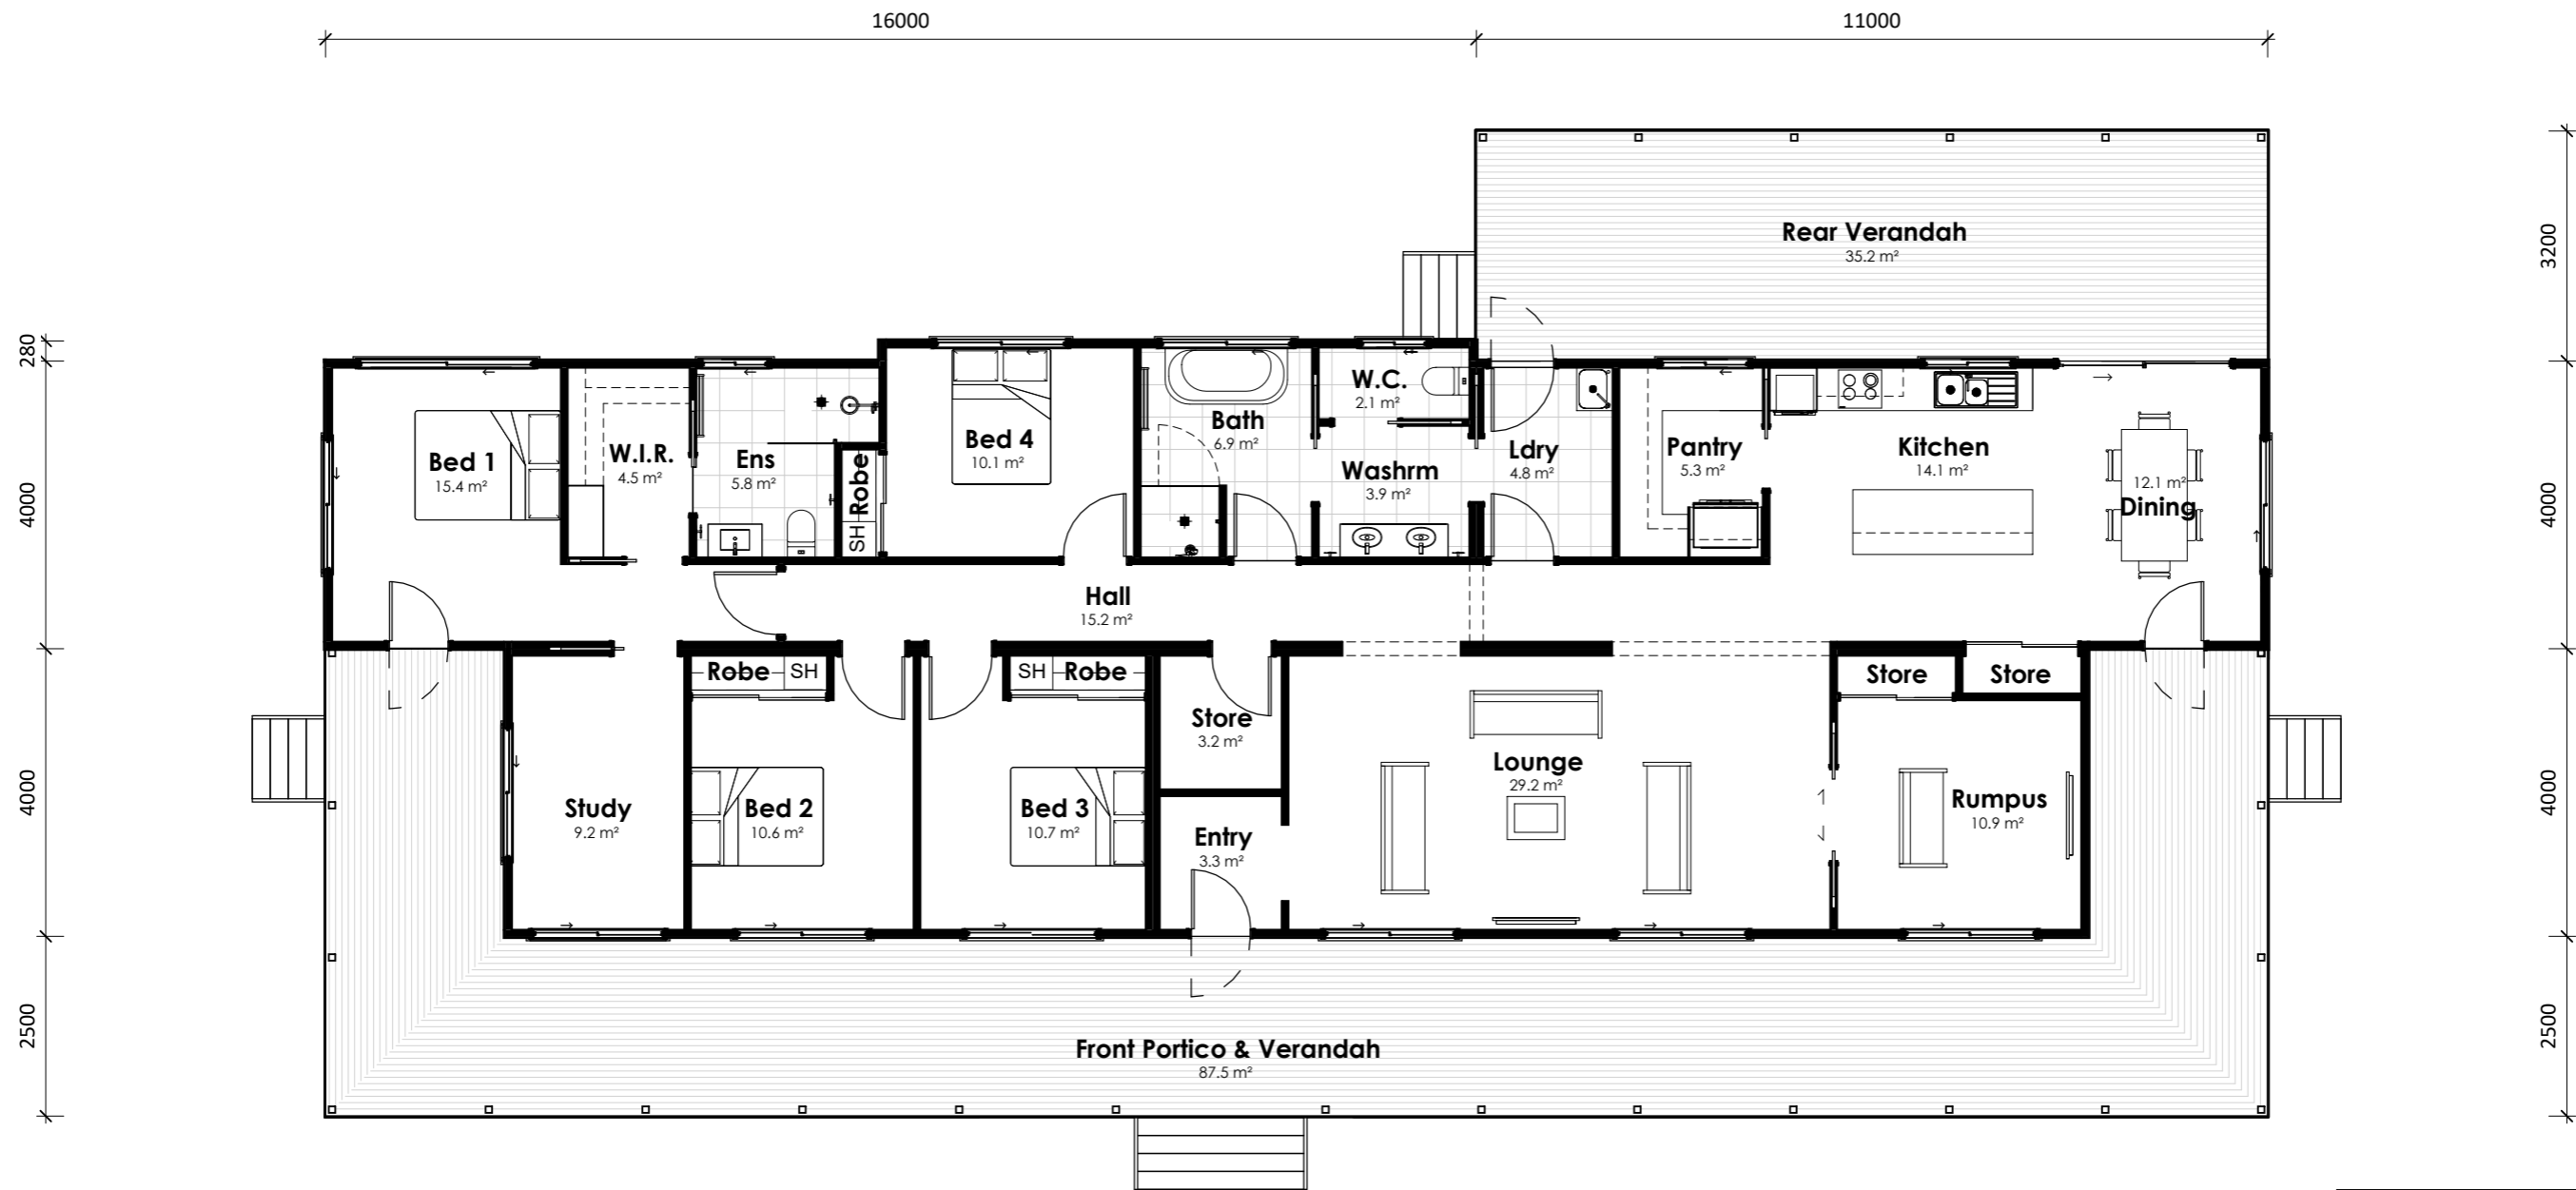 16000
11000
Rear Verandah
35.2 m²
3200
280
4000
4000
2500
4000
4000
2500
Bed 1
15.4 m²
W.I.R.
4.5 m²
Ens
5.8 m²
Robe
SH
Bed 4
10.1 m²
Bath
6.9 m²
W.C.
2.1 m²
Washrm
3.9 m²
Ldry
4.8 m²
Pantry
5.3 m²
Kitchen
14.1 m²
12.1 m²
Dining
Hall
15.2 m²
Robe SH
SH Robe
Store
Store
Study
9.2 m²
Bed 2
10.6 m²
Bed 3
10.7 m²
Store
3.2 m²
Entry
3.3 m²
Lounge
29.2 m²
Rumpus
10.9 m²
Front Portico & Verandah
87.5 m²